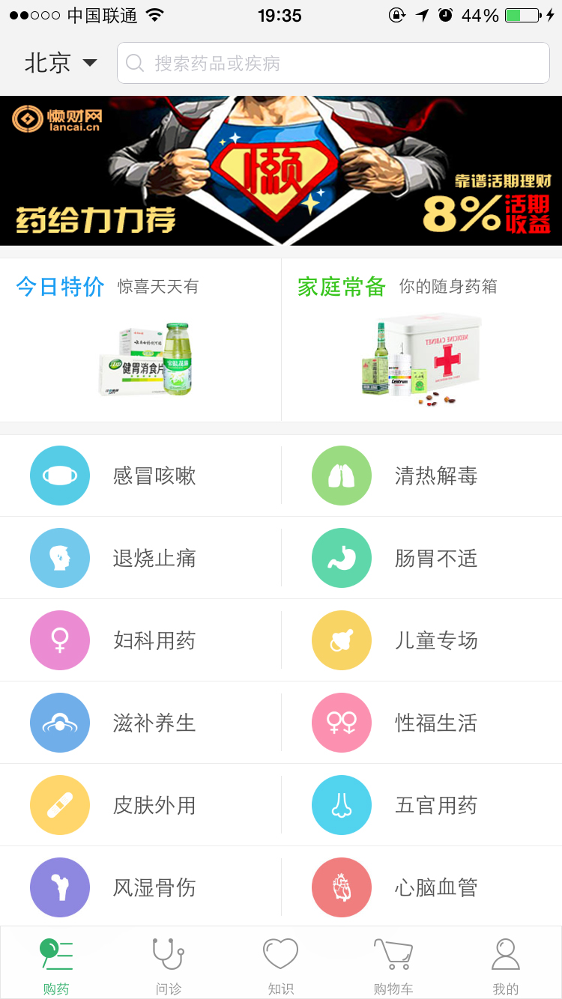 中国联通 19:35 44%
北京 搜索药品或疾病
懒财网
lancai.cn
懒
靠谱活期理财
药给力力荐
8% 活期收益
今日特价 惊喜天天有
家庭常备 你的随身药箱
健胃消食片
MEDICINE CABINET
Centrum
感冒咳嗽 清热解毒
退烧止痛 肠胃不适
妇科用药 儿童专场
滋补养生 性福生活
皮肤外用 五官用药
风湿骨伤 心脑血管
购药 问诊 知识 购物车 我的